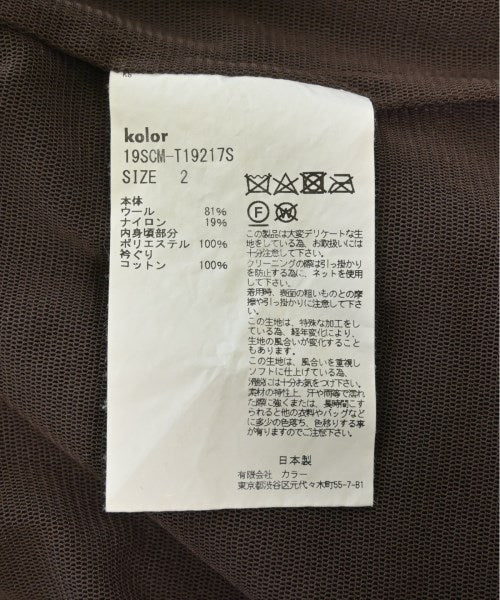 kolor
19SCM-T19217S
SIZE 2
本体
ウール 81%
ナイロン 19%
内身頃部分
ポリエステル 100%
衿ぐり
コットン 100%
F W
この製品は大変デリケートな生
地をしている為、お取扱いには
十分注意して下さい。
クリーニングの際は引っ掛かり
を防止する為に、ネットを使用
して下さい。
着用時、表面の粗いものとの摩
擦や引っ掛かりに注意して下さ
い。
この生地は、特殊な加工をし
ている為、経年変化により、
生地の風合いが変化すること
もあります。
この生地は、風合いを重視し
ソフトに仕上げている為、
消臥には十分お気をつけ下さい。
素材の特性上、汗や雨等で濡れ
た際に強くまたは、長時間こす
られると他の衣料やバッグなど
に多少の色落ち、色移りする事
が有りますのでご注意下さい。
日本製
有限会社 カラー
東京都渋谷区元代々木町55-7-B1